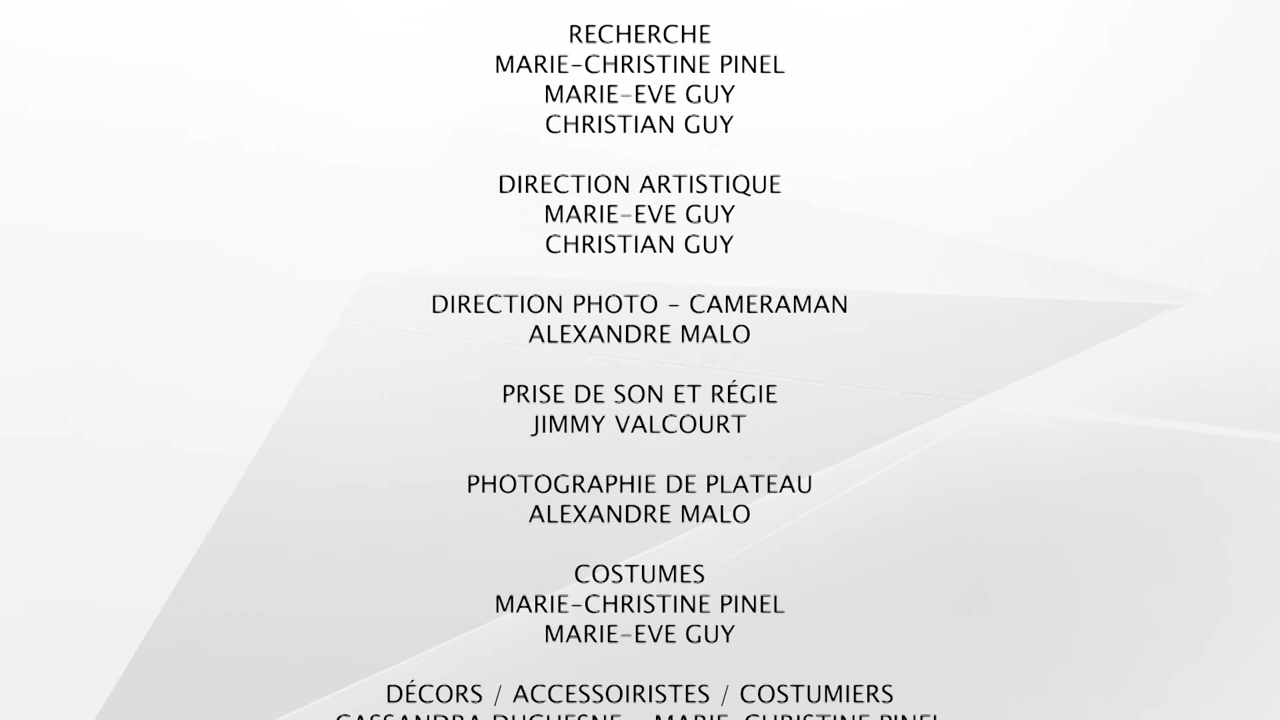 RECHERCHE
MARIE-CHRISTINE PINEL
MARIE-EVE GUY
CHRISTIAN GUY
DIRECTION ARTISTIQUE
MARIE-EVE GUY
CHRISTIAN GUY
DIRECTION PHOTO - CAMERAMAN
ALEXANDRE MALO
PRISE DE SON ET RÉGIE
JIMMY VALCOURT
PHOTOGRAPHIE DE PLATEAU
ALEXANDRE MALO
COSTUMES
MARIE-CHRISTINE PINEL
MARIE-EVE GUY
DÉCORS / ACCESSOIRISTES / COSTUMIERS
CASSANDRA DUCHESNE - MARIE-CHRISTINE PINEL